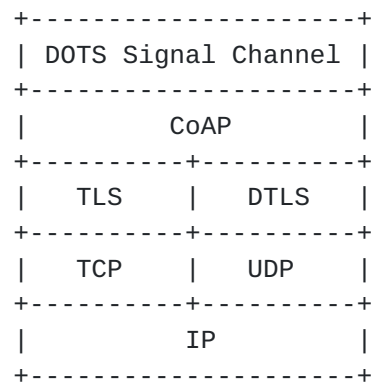 +---------------------+
| DOTS Signal Channel |
+---------------------+
|         CoAP        |
+----------+----------+
|   TLS    |   DTLS   |
+----------+----------+
|   TCP    |   UDP    |
+----------+----------+
|          IP         |
+---------------------+